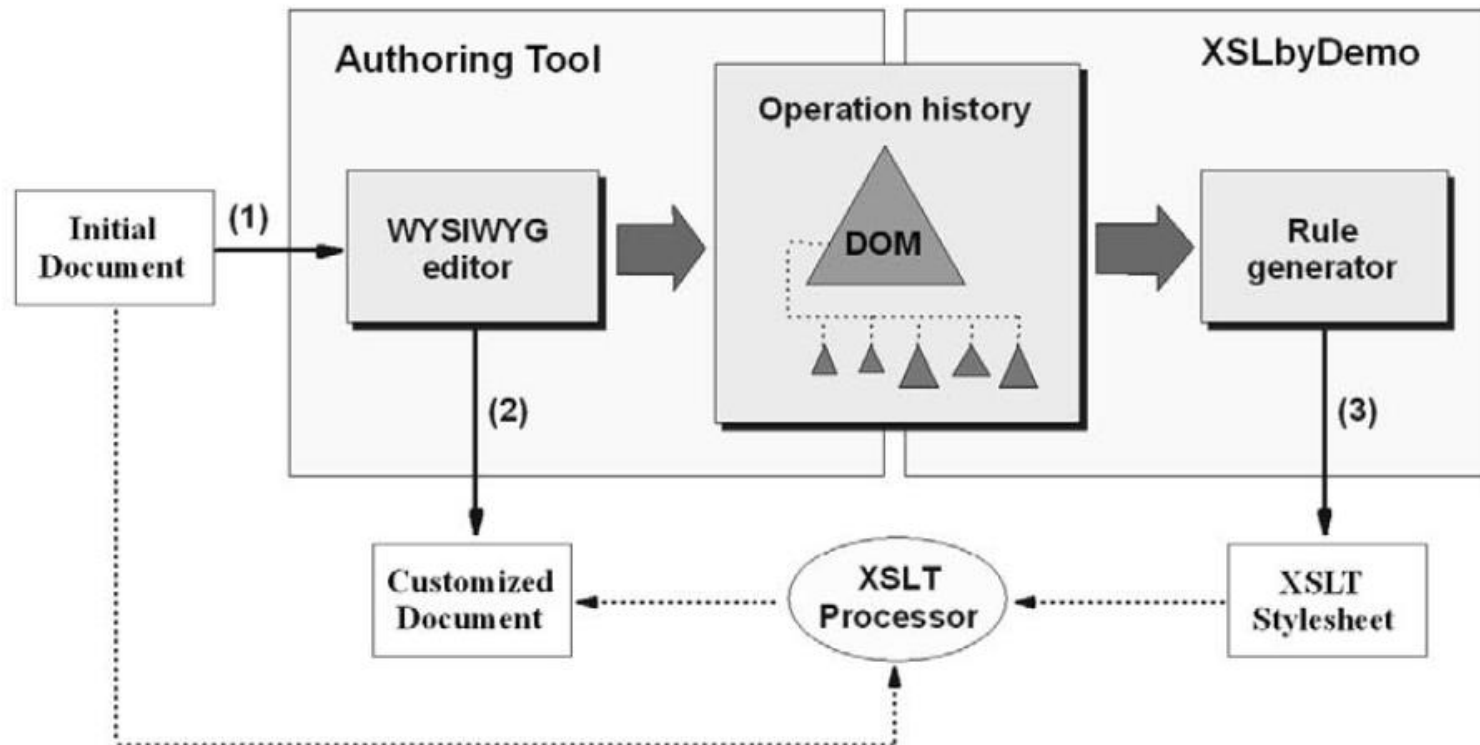 Authoring Tool
XSLbyDemo
Operation history
Initial
Document
(1)
WYSIWYG
editor
DOM
Rule
generator
(2)
(3)
Customized
Document
XSLT
Processor
XSLT
Stylesheet